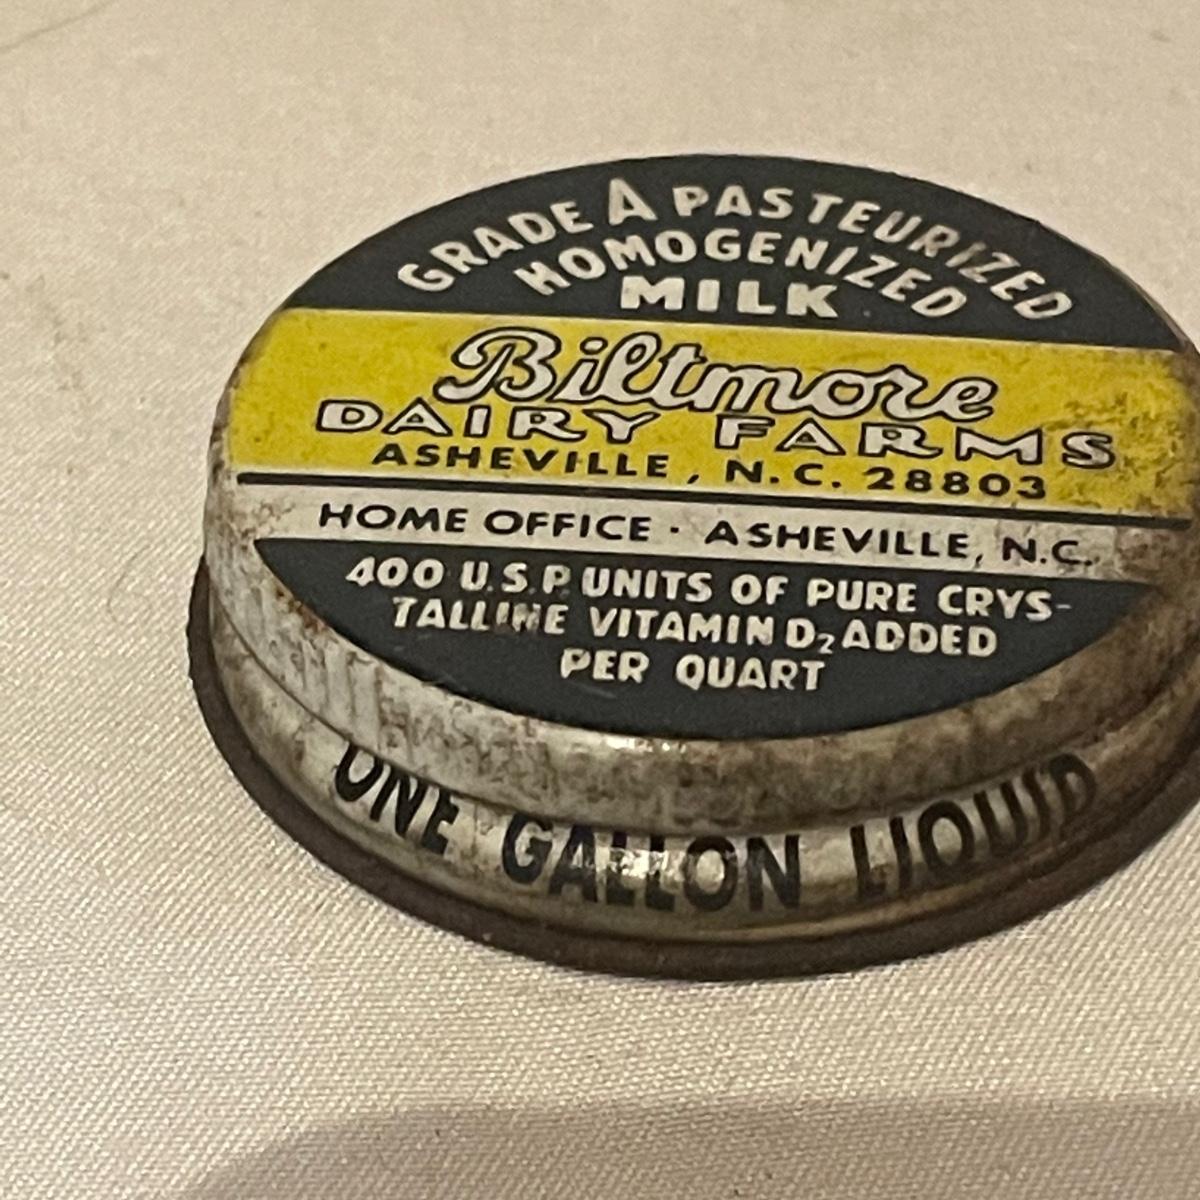 GRADE A PASTEURIZED
HOMOGENIZED
MILK
Biltmore
DAIRY FARMS
ASHEVILLE, N.C. 28803
HOME OFFICE · ASHEVILLE, N.C.
400 U.S.P. UNITS OF PURE CRYS-
TALLINE VITAMIN D₂ ADDED
PER QUART
ONE GALLON LIQUID